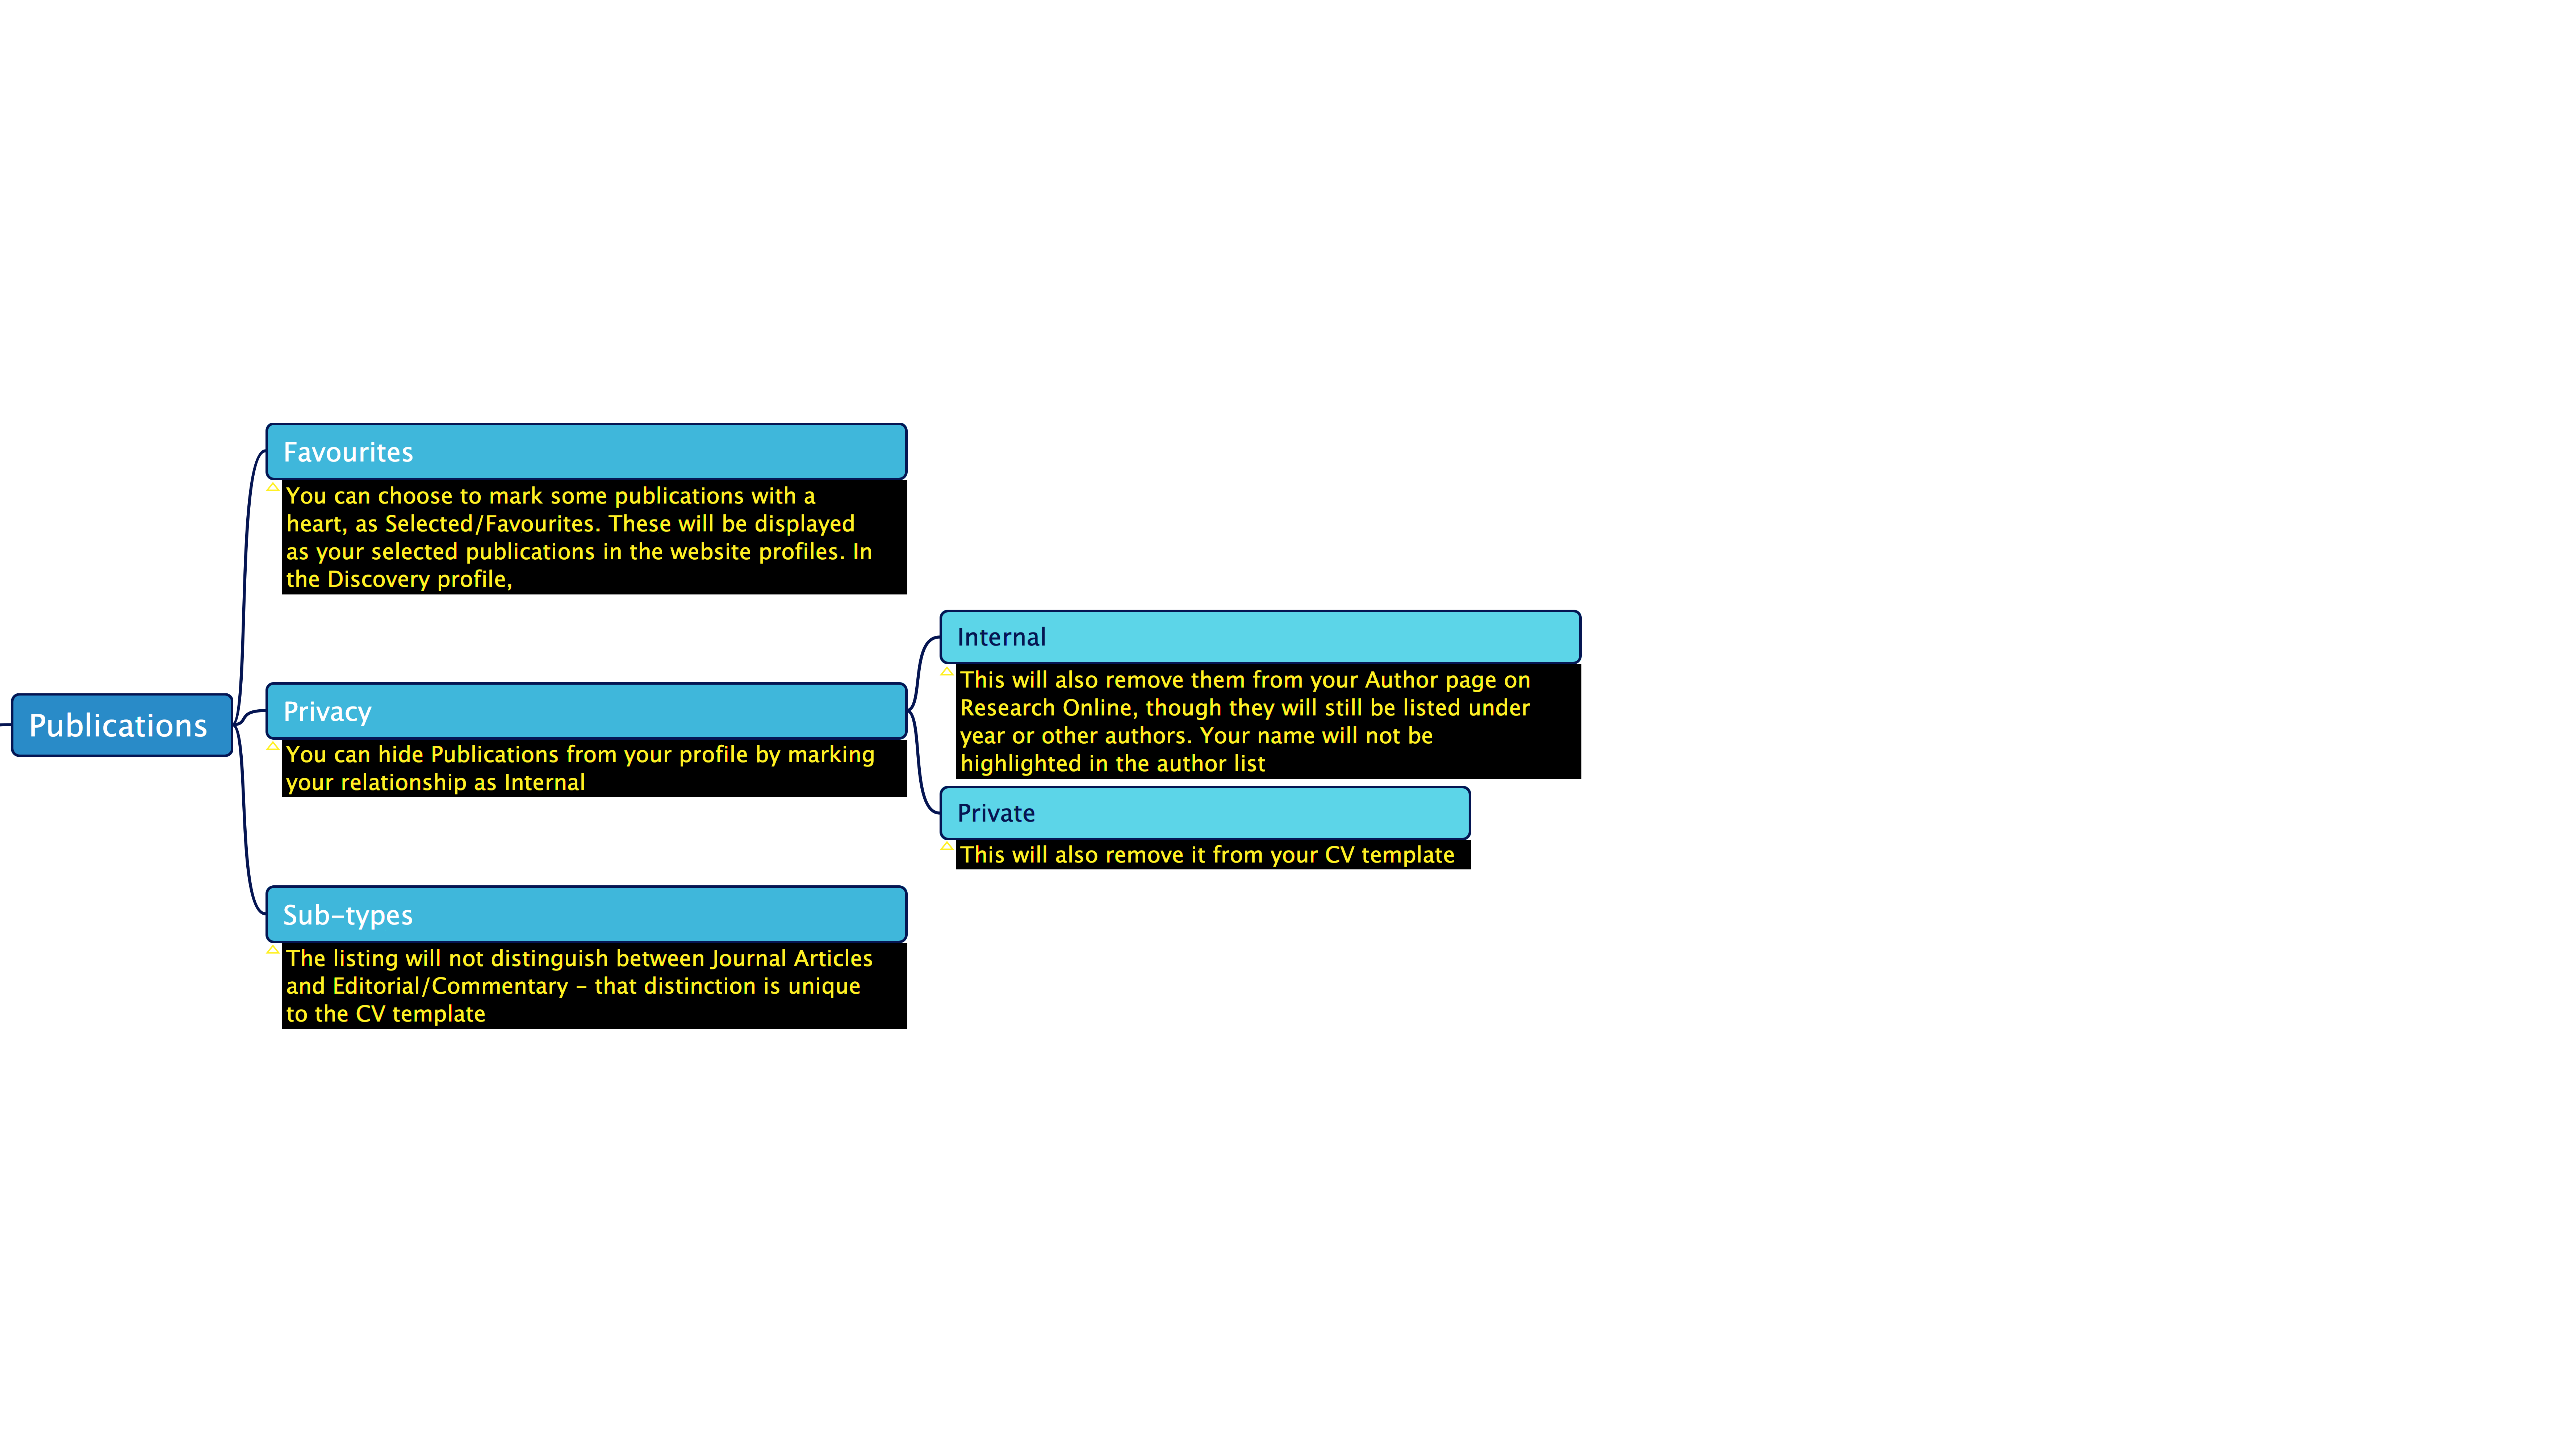 Publications
Favourites
You can choose to mark some publications with a
heart, as Selected/Favourites. These will be displayed
as your selected publications in the website profiles. In
the Discovery profile,
Privacy
You can hide Publications from your profile by marking
your relationship as Internal
Internal
This will also remove them from your Author page on
Research Online, though they will still be listed under
year or other authors. Your name will not be
highlighted in the author list
Private
This will also remove it from your CV template
Sub-types
The listing will not distinguish between Journal Articles
and Editorial/Commentary - that distinction is unique
to the CV template